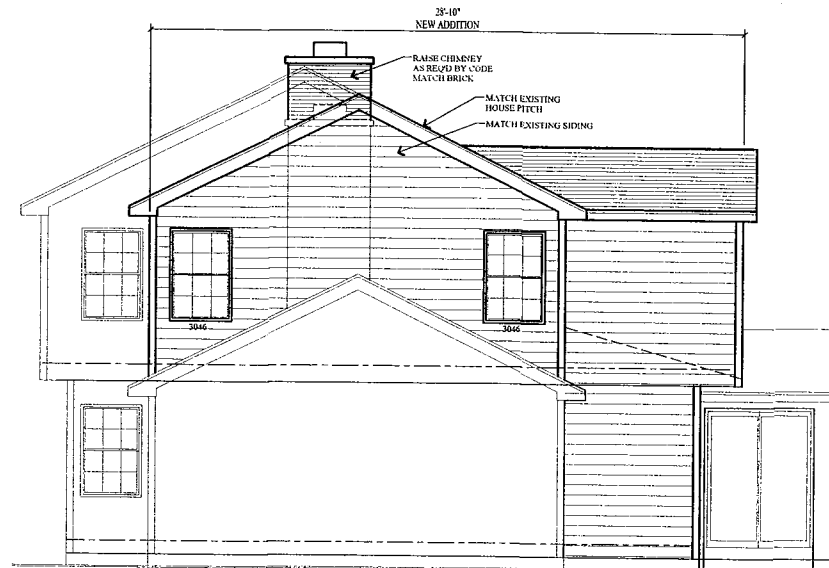 28'-10"
NEW ADDITION
RAISE CHIMNEY
AS REQ'D BY CODE
MATCH BRICK
MATCH EXISTING
HOUSE PITCH
MATCH EXISTING SIDING
3046
3046